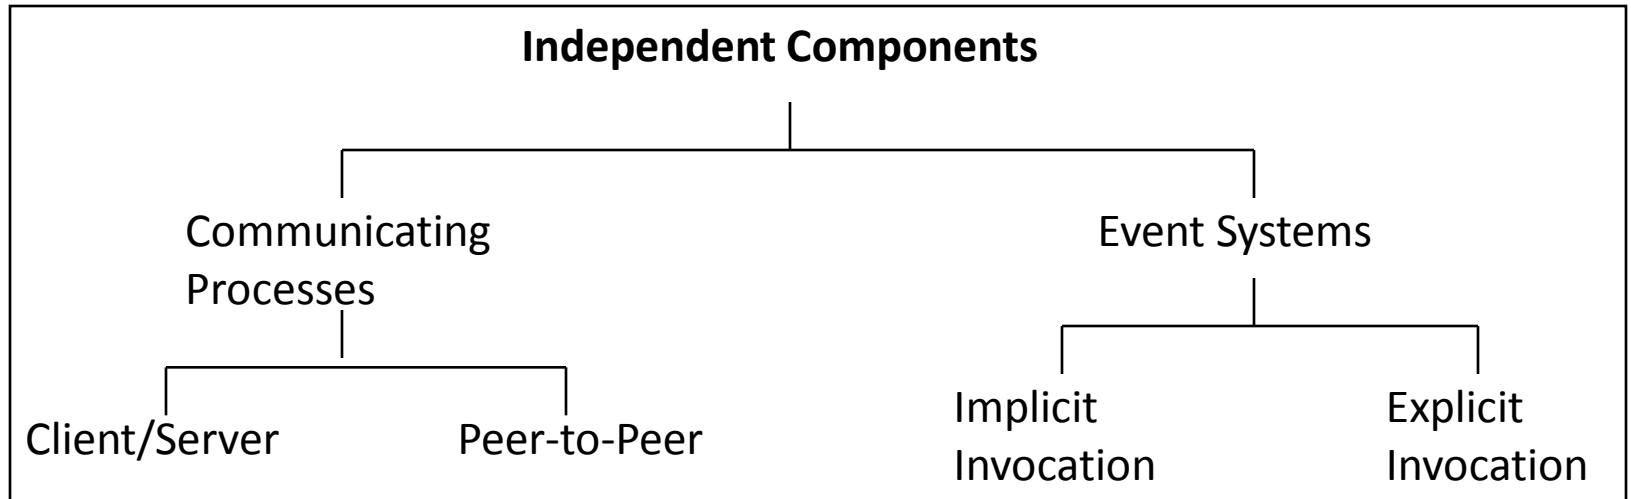 Independent Components
Communicating
Processes
Event Systems
Client/Server
Peer-to-Peer
Implicit
Invocation
Explicit
Invocation